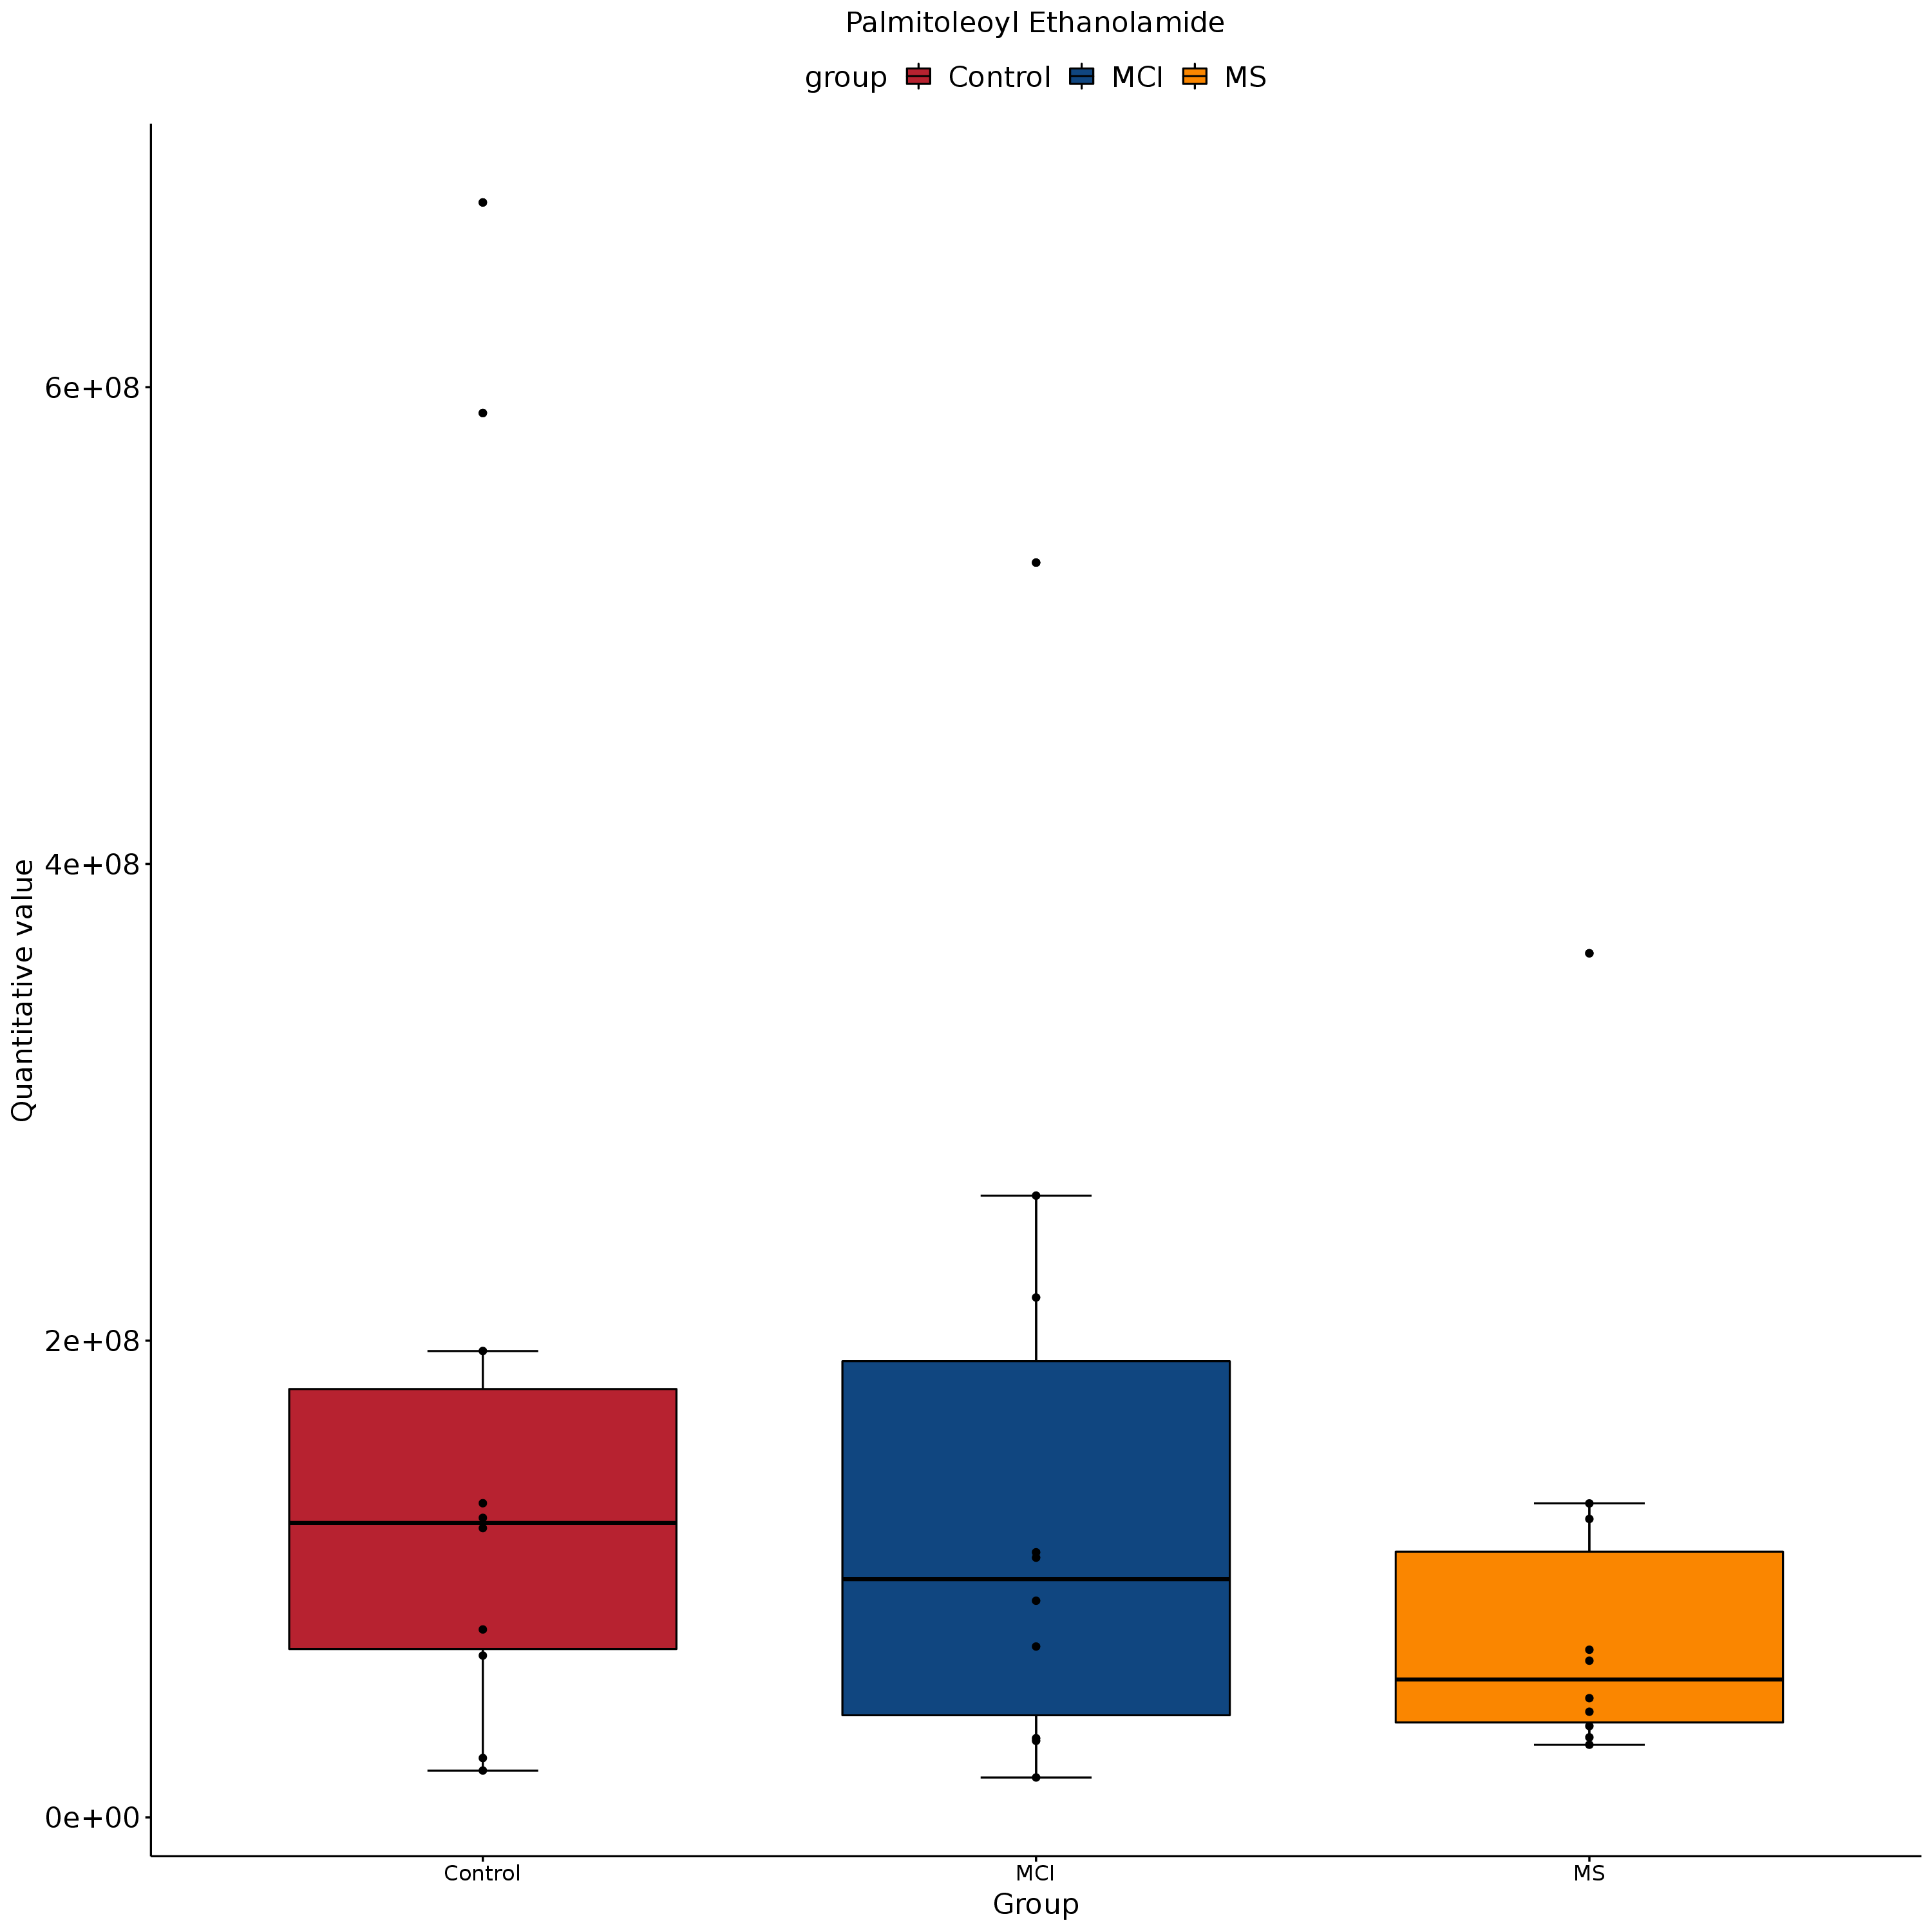 Palmitoleoyl Ethanolamide
group Control MCI MS
6e+08
4e+08
2e+08
0e+00
Quantitative value
Control MCI MS
Group